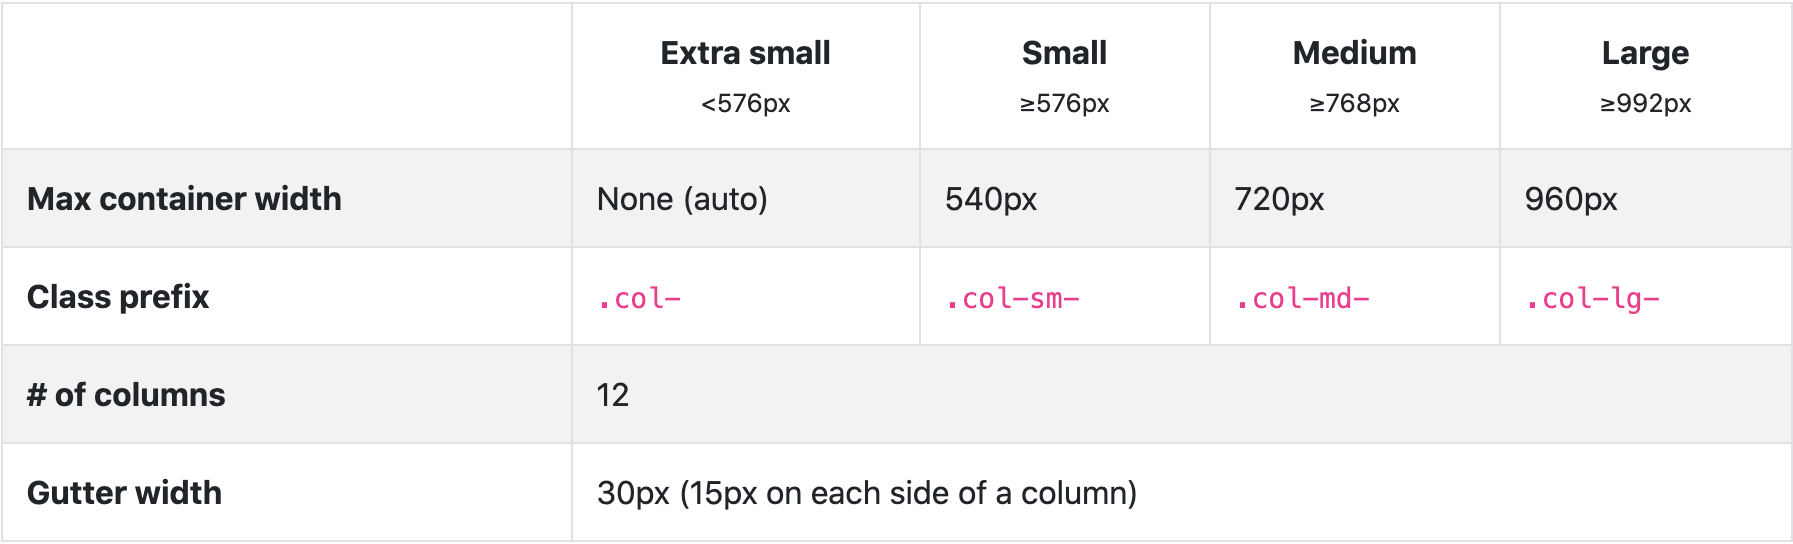 Extra small Small Medium Large
<576px ≥576px ≥768px ≥992px
Max container width None (auto) 540px 720px 960px
Class prefix .col- .col-sm- .col-md- .col-lg-
# of columns 12
Gutter width 30px (15px on each side of a column)